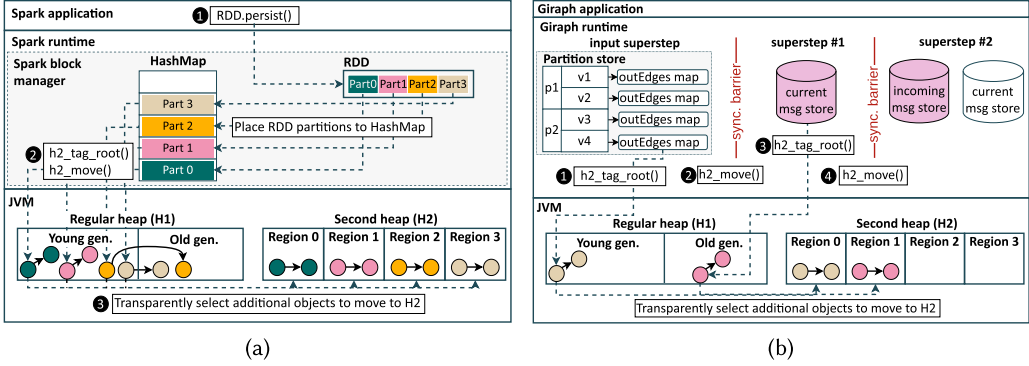 Spark application
1 RDD.persist()
Spark runtime
Spark block
manager
HashMap
RDD
Part0 Part1 Part2 Part3
Part 3
Part 2
Place RDD partitions to HashMap
Part 1
Part 0
2 h2_tag_root()
h2_move()
JVM
Regular heap (H1)
Second heap (H2)
Young gen.
Old gen.
Region 0 Region 1 Region 2 Region 3
3 Transparently select additional objects to move to H2
(a)
Giraph application
Giraph runtime
input superstep
superstep #1
superstep #2
Partition store
p1
v1 outEdges map
v2 outEdges map
p2
v3 outEdges map
v4 outEdges map
sync. barrier
current
msg store
sync. barrier
incoming
msg store
current
msg store
3 h2_tag_root()
1 h2_tag_root()
2 h2_move()
4 h2_move()
JVM
Regular heap (H1)
Second heap (H2)
Young gen.
Old gen.
Region 0 Region 1 Region 2 Region 3
Transparently select additional objects to move to H2
(b)